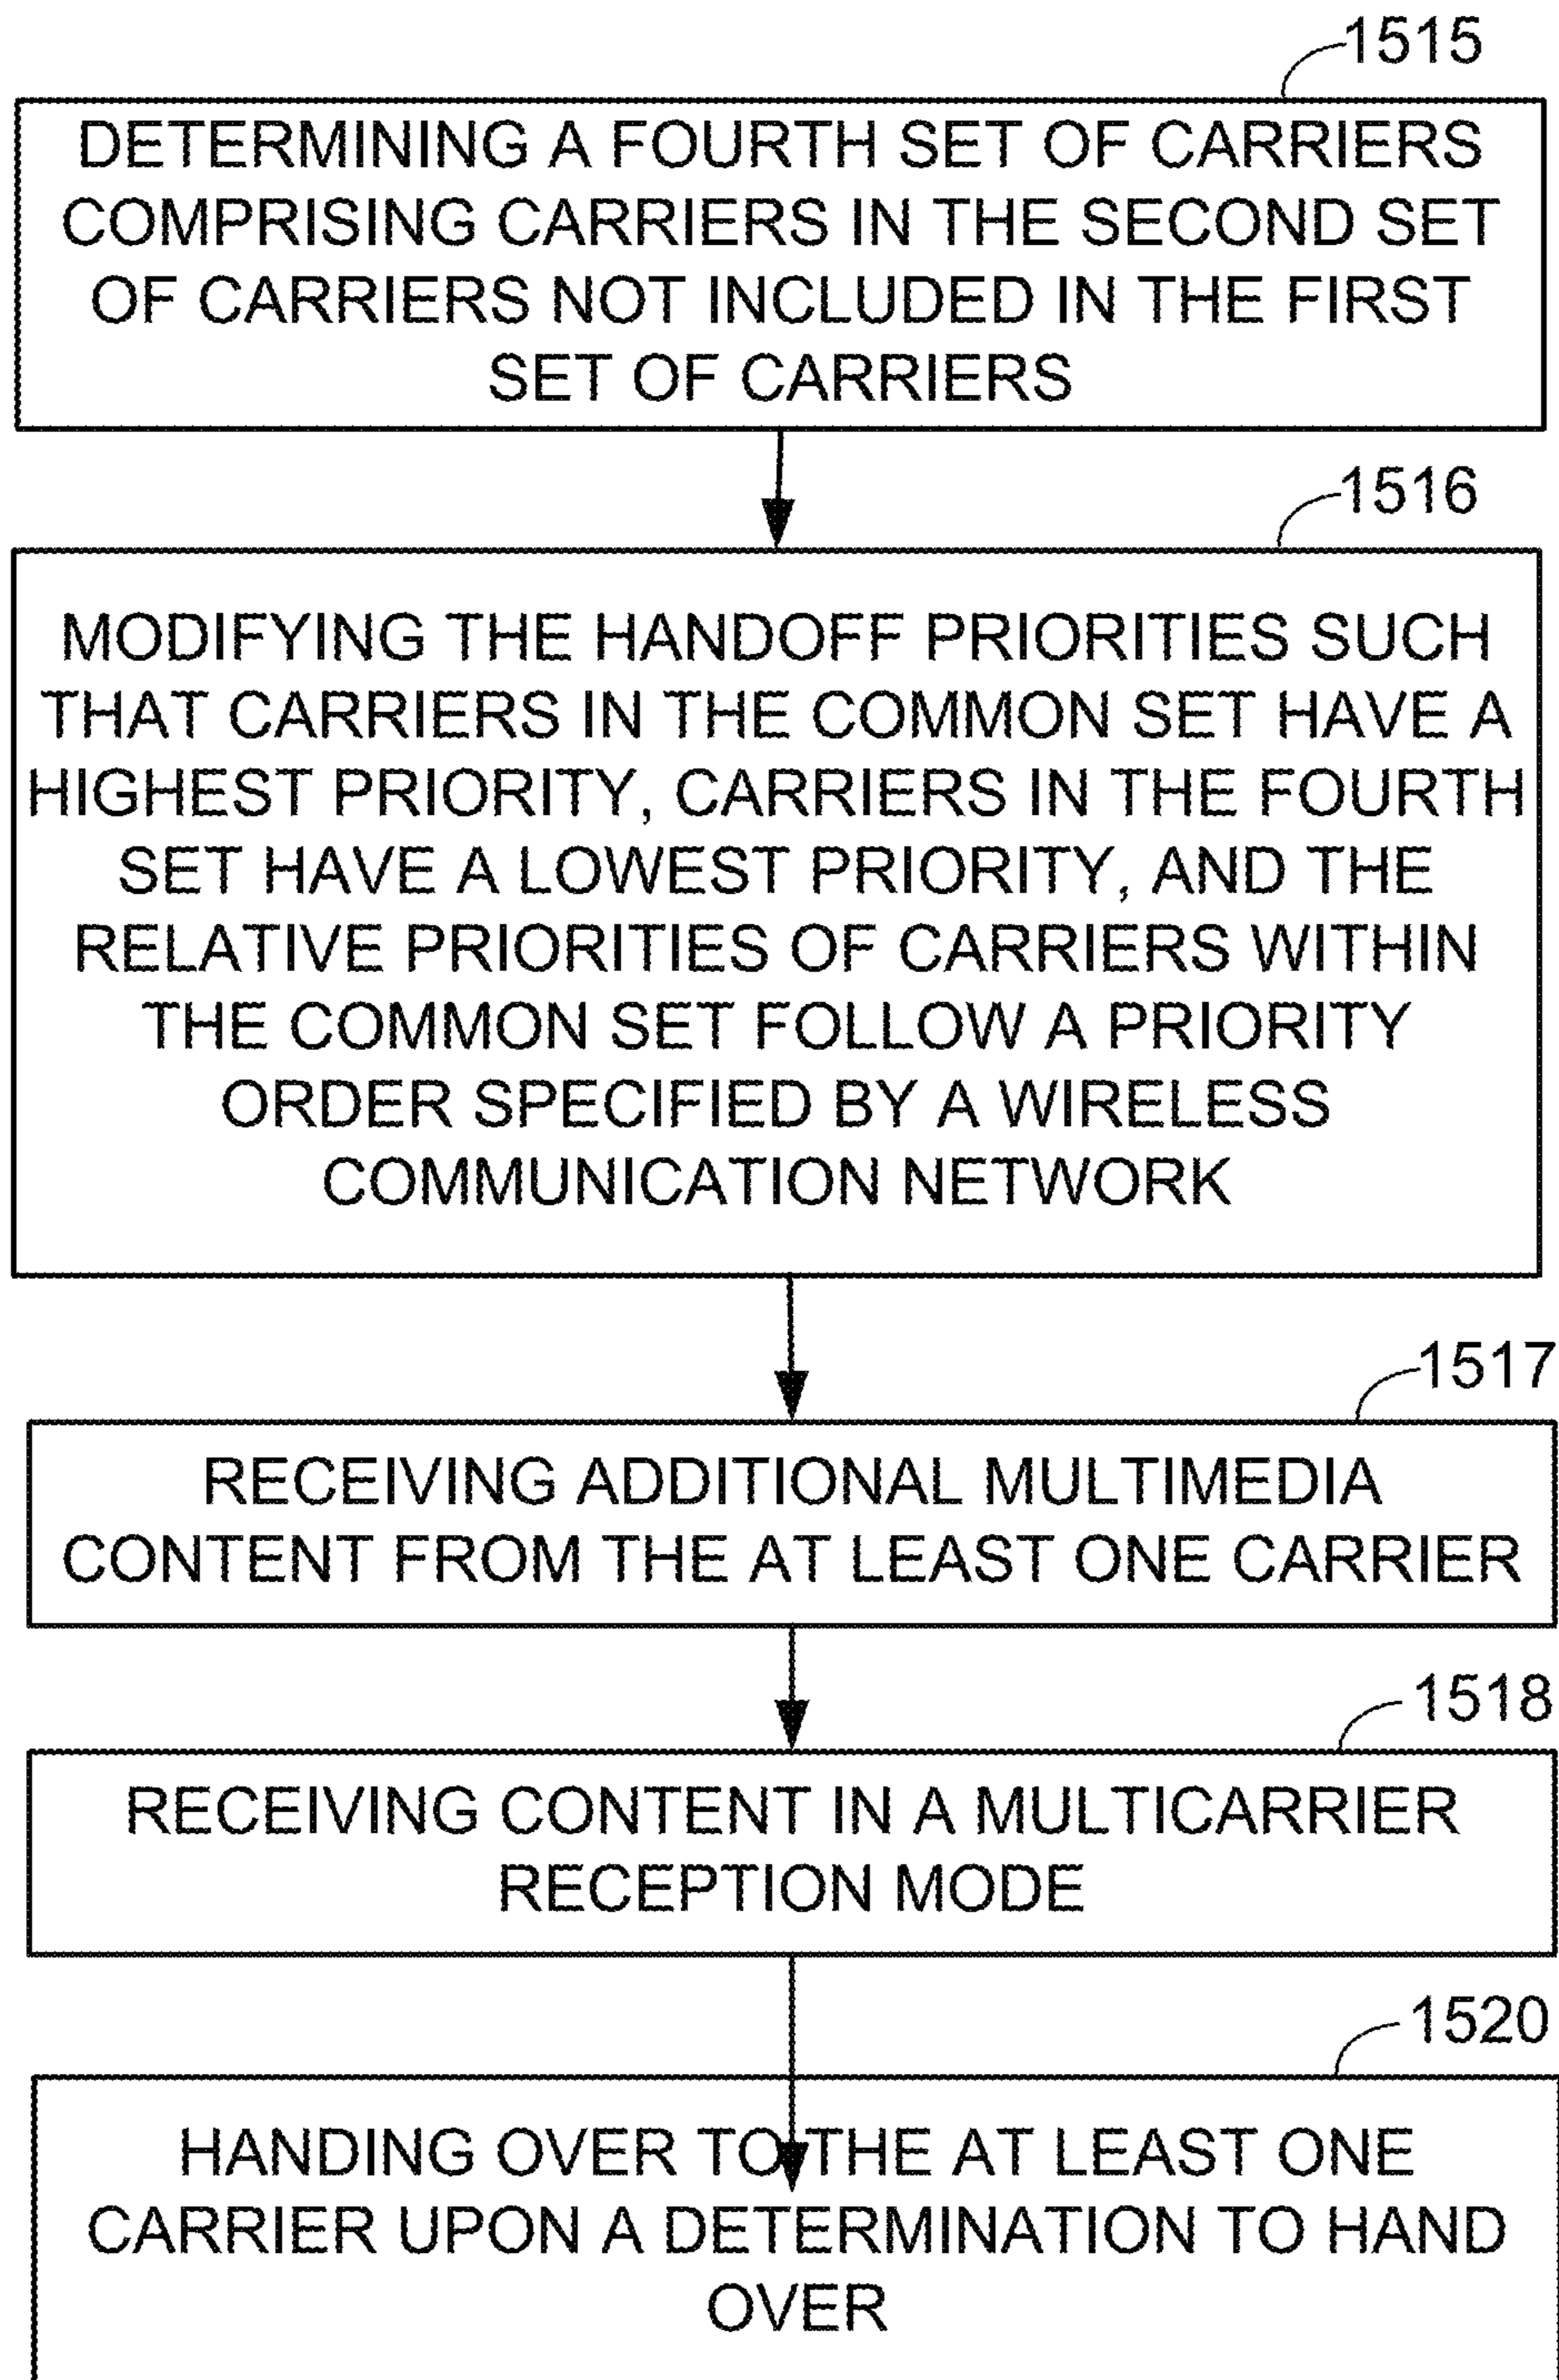 1515
DETERMINING A FOURTH SET OF CARRIERS
COMPRISING CARRIERS IN THE SECOND SET
OF CARRIERS NOT INCLUDED IN THE FIRST
SET OF CARRIERS
1516
MODIFYING THE HANDOFF PRIORITIES SUCH
THAT CARRIERS IN THE COMMON SET HAVE A
HIGHEST PRIORITY, CARRIERS IN THE FOURTH
SET HAVE A LOWEST PRIORITY, AND THE
RELATIVE PRIORITIES OF CARRIERS WITHIN
THE COMMON SET FOLLOW A PRIORITY
ORDER SPECIFIED BY A WIRELESS
COMMUNICATION NETWORK
1517
RECEIVING ADDITIONAL MULTIMEDIA
CONTENT FROM THE AT LEAST ONE CARRIER
1518
RECEIVING CONTENT IN A MULTICARRIER
RECEPTION MODE
1520
HANDING OVER TO THE AT LEAST ONE
CARRIER UPON A DETERMINATION TO HAND
OVER